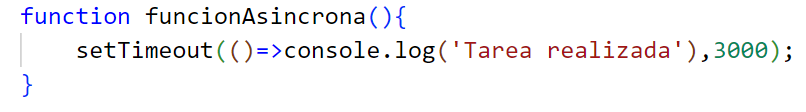 function funcionAsincrona(){
    setTimeout(()=>console.log('Tarea realizada'),3000);
}